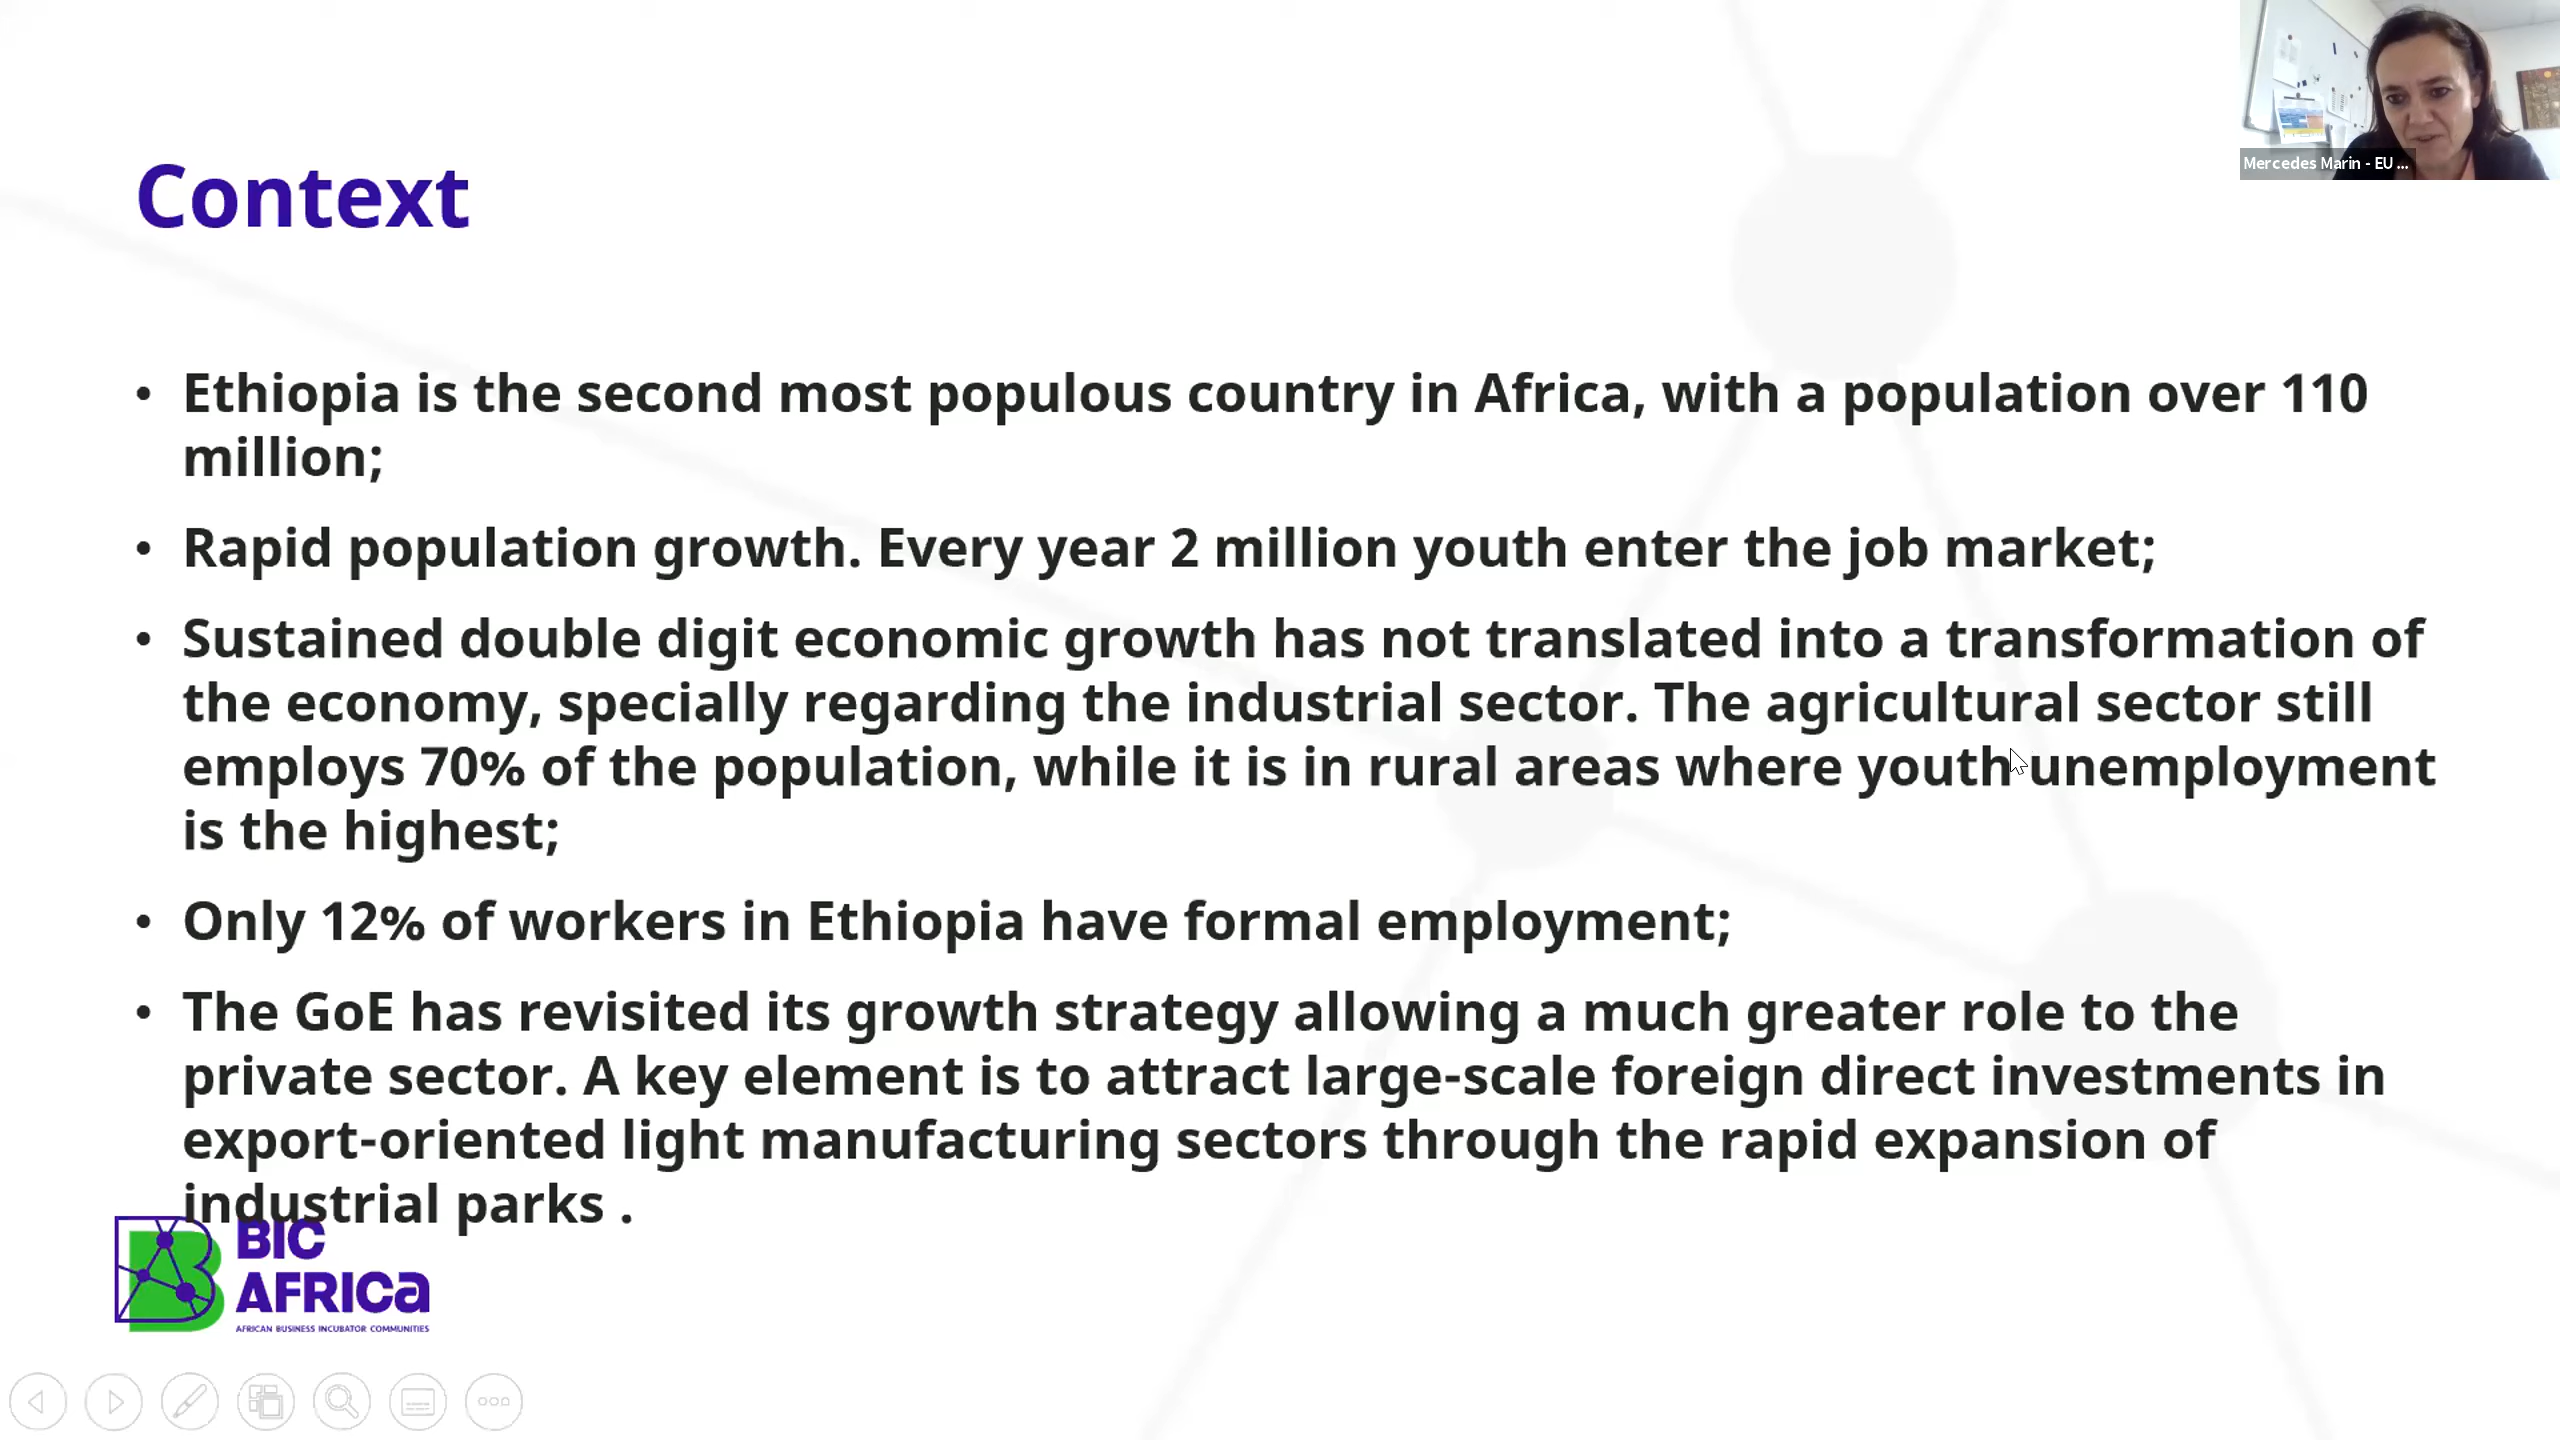 Mercedes Marin - EU ...
Context
• Ethiopia is the second most populous country in Africa, with a population over 110
million;
• Rapid population growth. Every year 2 million youth enter the job market;
• Sustained double digit economic growth has not translated into a transformation of
the economy, specially regarding the industrial sector. The agricultural sector still
employs 70% of the population, while it is in rural areas where youth unemployment
is the highest;
• Only 12% of workers in Ethiopia have formal employment;
• The GoE has revisited its growth strategy allowing a much greater role to the
private sector. A key element is to attract large-scale foreign direct investments in
export-oriented light manufacturing sectors through the rapid expansion of
industrial parks .
BIC
AFRICa
AFRICAN BUSINESS INCUBATOR COMMUNITIES